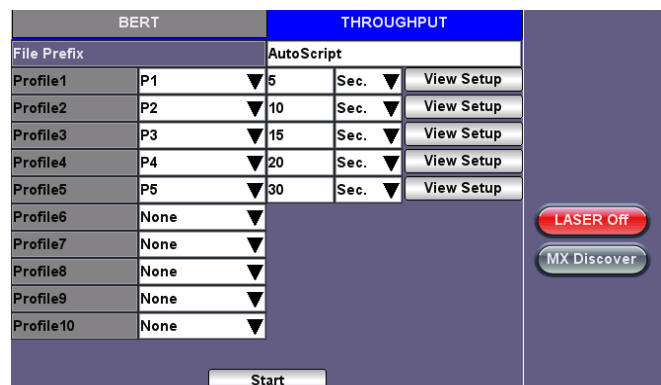 BERT THROUGHPUT
File Prefix AutoScript
Profile1 P1 5 Sec. View Setup
Profile2 P2 10 Sec. View Setup
Profile3 P3 15 Sec. View Setup
Profile4 P4 20 Sec. View Setup
Profile5 P5 30 Sec. View Setup
Profile6 None
LASER Off
Profile7 None
Profile8 None
MX Discover
Profile9 None
Profile10 None
Start